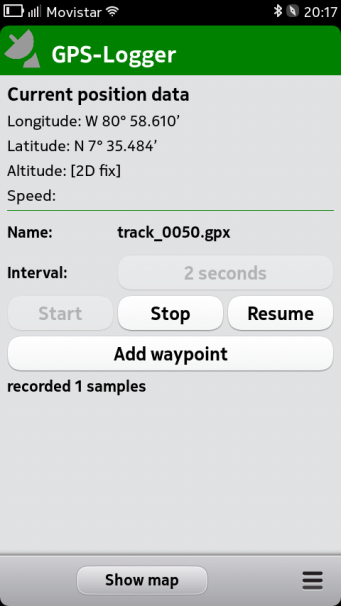 Movistar 20:17
GPS-Logger
Current position data
Longitude: W 80° 58.610′
Latitude: N 7° 35.484′
Altitude: [2D fix]
Speed:
Name: track_0050.gpx
Interval: 2 seconds
Start Stop Resume
Add waypoint
recorded 1 samples
Show map